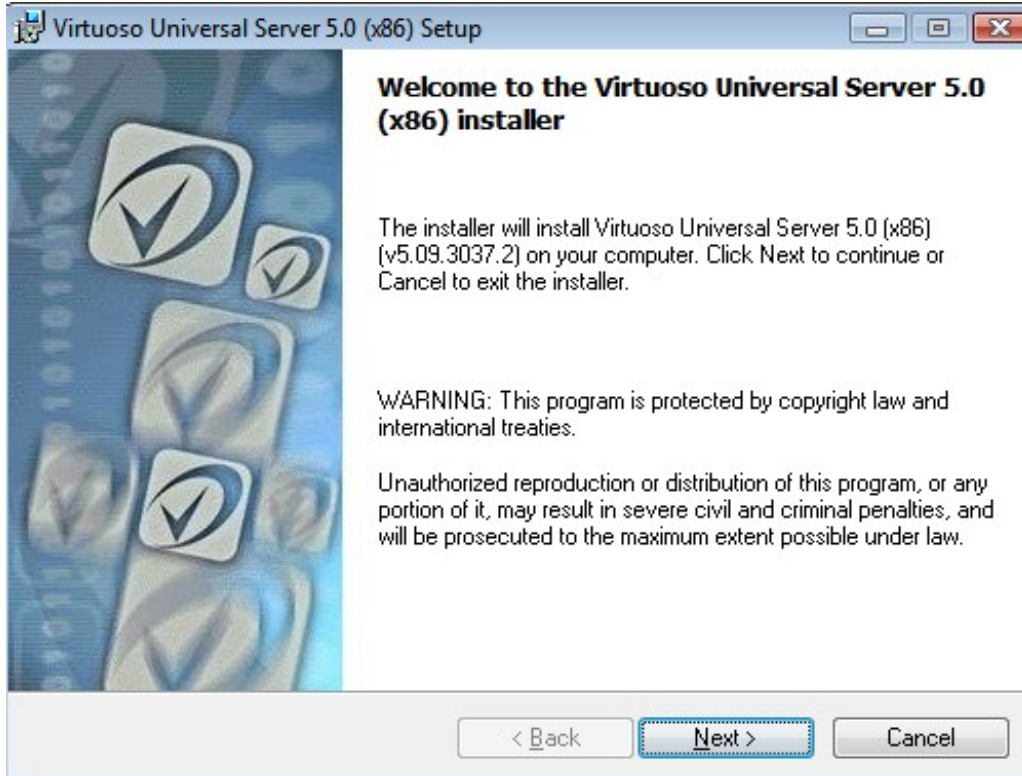 Virtuoso Universal Server 5.0 (x86) Setup
Welcome to the Virtuoso Universal Server 5.0
(x86) installer
The installer will install Virtuoso Universal Server 5.0 (x86)
(v5.09.3037.2) on your computer. Click Next to continue or
Cancel to exit the installer.
WARNING: This program is protected by copyright law and
international treaties.
Unauthorized reproduction or distribution of this program, or any
portion of it, may result in severe civil and criminal penalties, and
will be prosecuted to the maximum extent possible under law.
< Back
Next >
Cancel